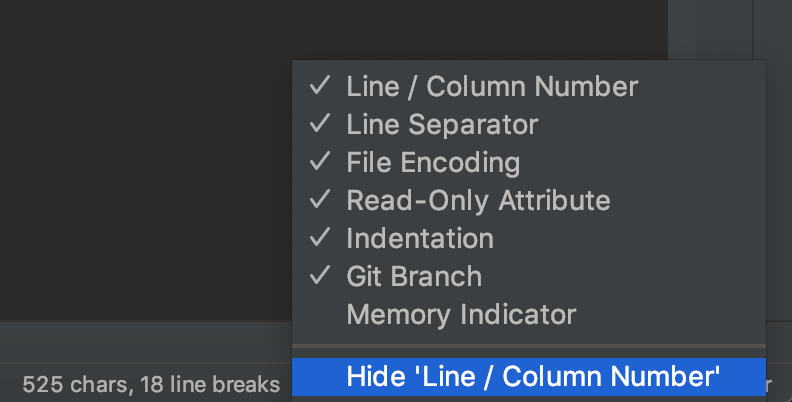 Line / Column Number
Line Separator
File Encoding
Read-Only Attribute
Indentation
Git Branch
Memory Indicator
Hide 'Line / Column Number'
525 chars, 18 line breaks